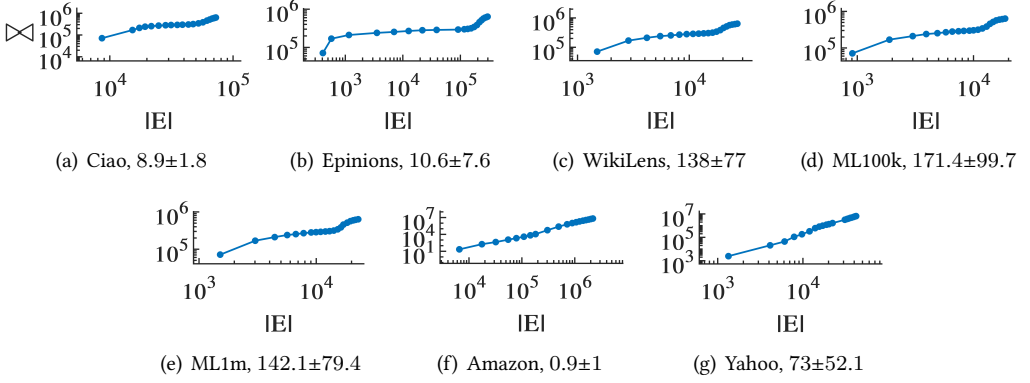 ⋈
10^6
10^5
10^4
10^4
10^5
|E|
(a) Ciao, 8.9±1.8
10^5
10^3
10^4
10^5
|E|
(b) Epinions, 10.6±7.6
10^5
10^3
10^4
|E|
(c) WikiLens, 138±77
10^6
10^5
10^3
10^4
|E|
(d) ML100k, 171.4±99.7
10^6
10^5
10^3
10^4
|E|
(e) ML1m, 142.1±79.4
10^7
10^4
10^1
10^4
10^5
10^6
|E|
(f) Amazon, 0.9±1
10^7
10^5
10^3
10^3
10^4
|E|
(g) Yahoo, 73±52.1